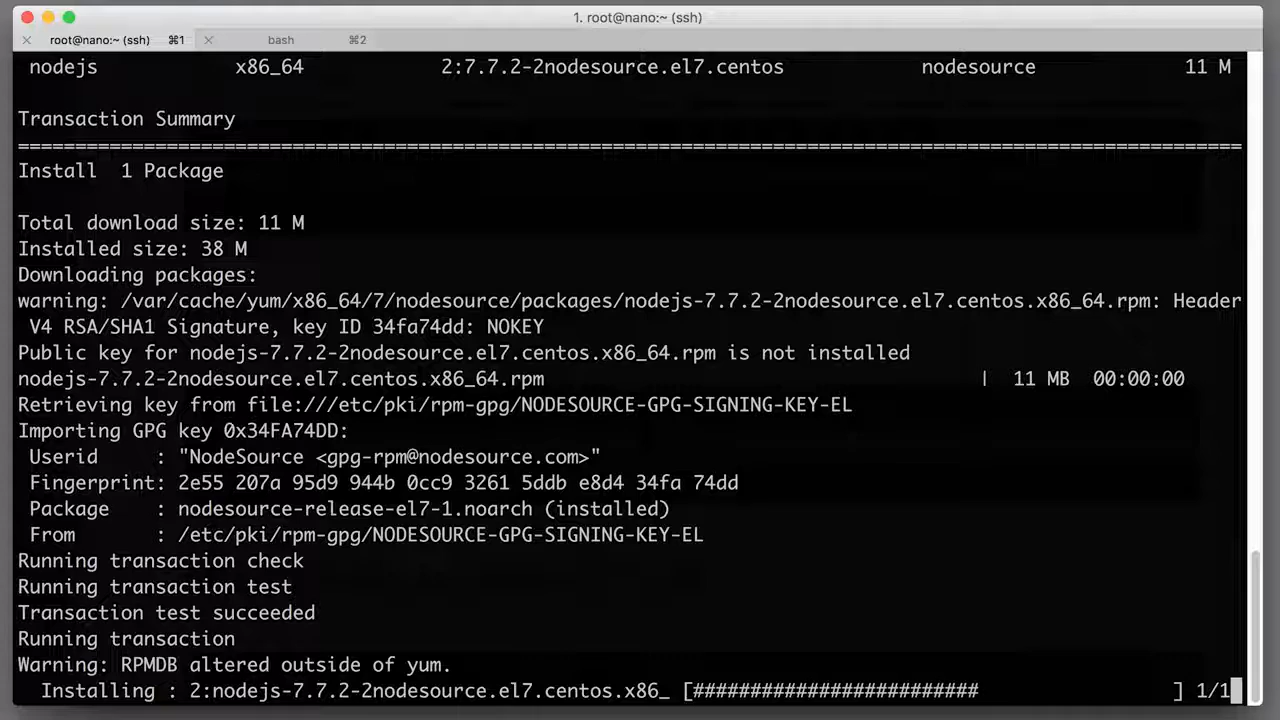 1. root@nano:~ (ssh)
root@nano:~ (ssh) ⌘1 bash ⌘2
nodejs x86_64 2:7.7.2-2nodesource.el7.centos nodesource 11 M
Transaction Summary
================================================================================
Install  1 Package
Total download size: 11 M
Installed size: 38 M
Downloading packages:
warning: /var/cache/yum/x86_64/7/nodesource/packages/nodejs-7.7.2-2nodesource.el7.centos.x86_64.rpm: Header
V4 RSA/SHA1 Signature, key ID 34fa74dd: NOKEY
Public key for nodejs-7.7.2-2nodesource.el7.centos.x86_64.rpm is not installed
nodejs-7.7.2-2nodesource.el7.centos.x86_64.rpm | 11 MB 00:00:00
Retrieving key from file:///etc/pki/rpm-gpg/NODESOURCE-GPG-SIGNING-KEY-EL
Importing GPG key 0x34FA74DD:
Userid : "NodeSource <gpg-rpm@nodesource.com>"
Fingerprint: 2e55 207a 95d9 944b 0cc9 3261 5ddb e8d4 34fa 74dd
Package : nodesource-release-el7-1.noarch (installed)
From : /etc/pki/rpm-gpg/NODESOURCE-GPG-SIGNING-KEY-EL
Running transaction check
Running transaction test
Transaction test succeeded
Running transaction
Warning: RPMDB altered outside of yum.
Installing : 2:nodejs-7.7.2-2nodesource.el7.centos.x86_ [######################### ] 1/1